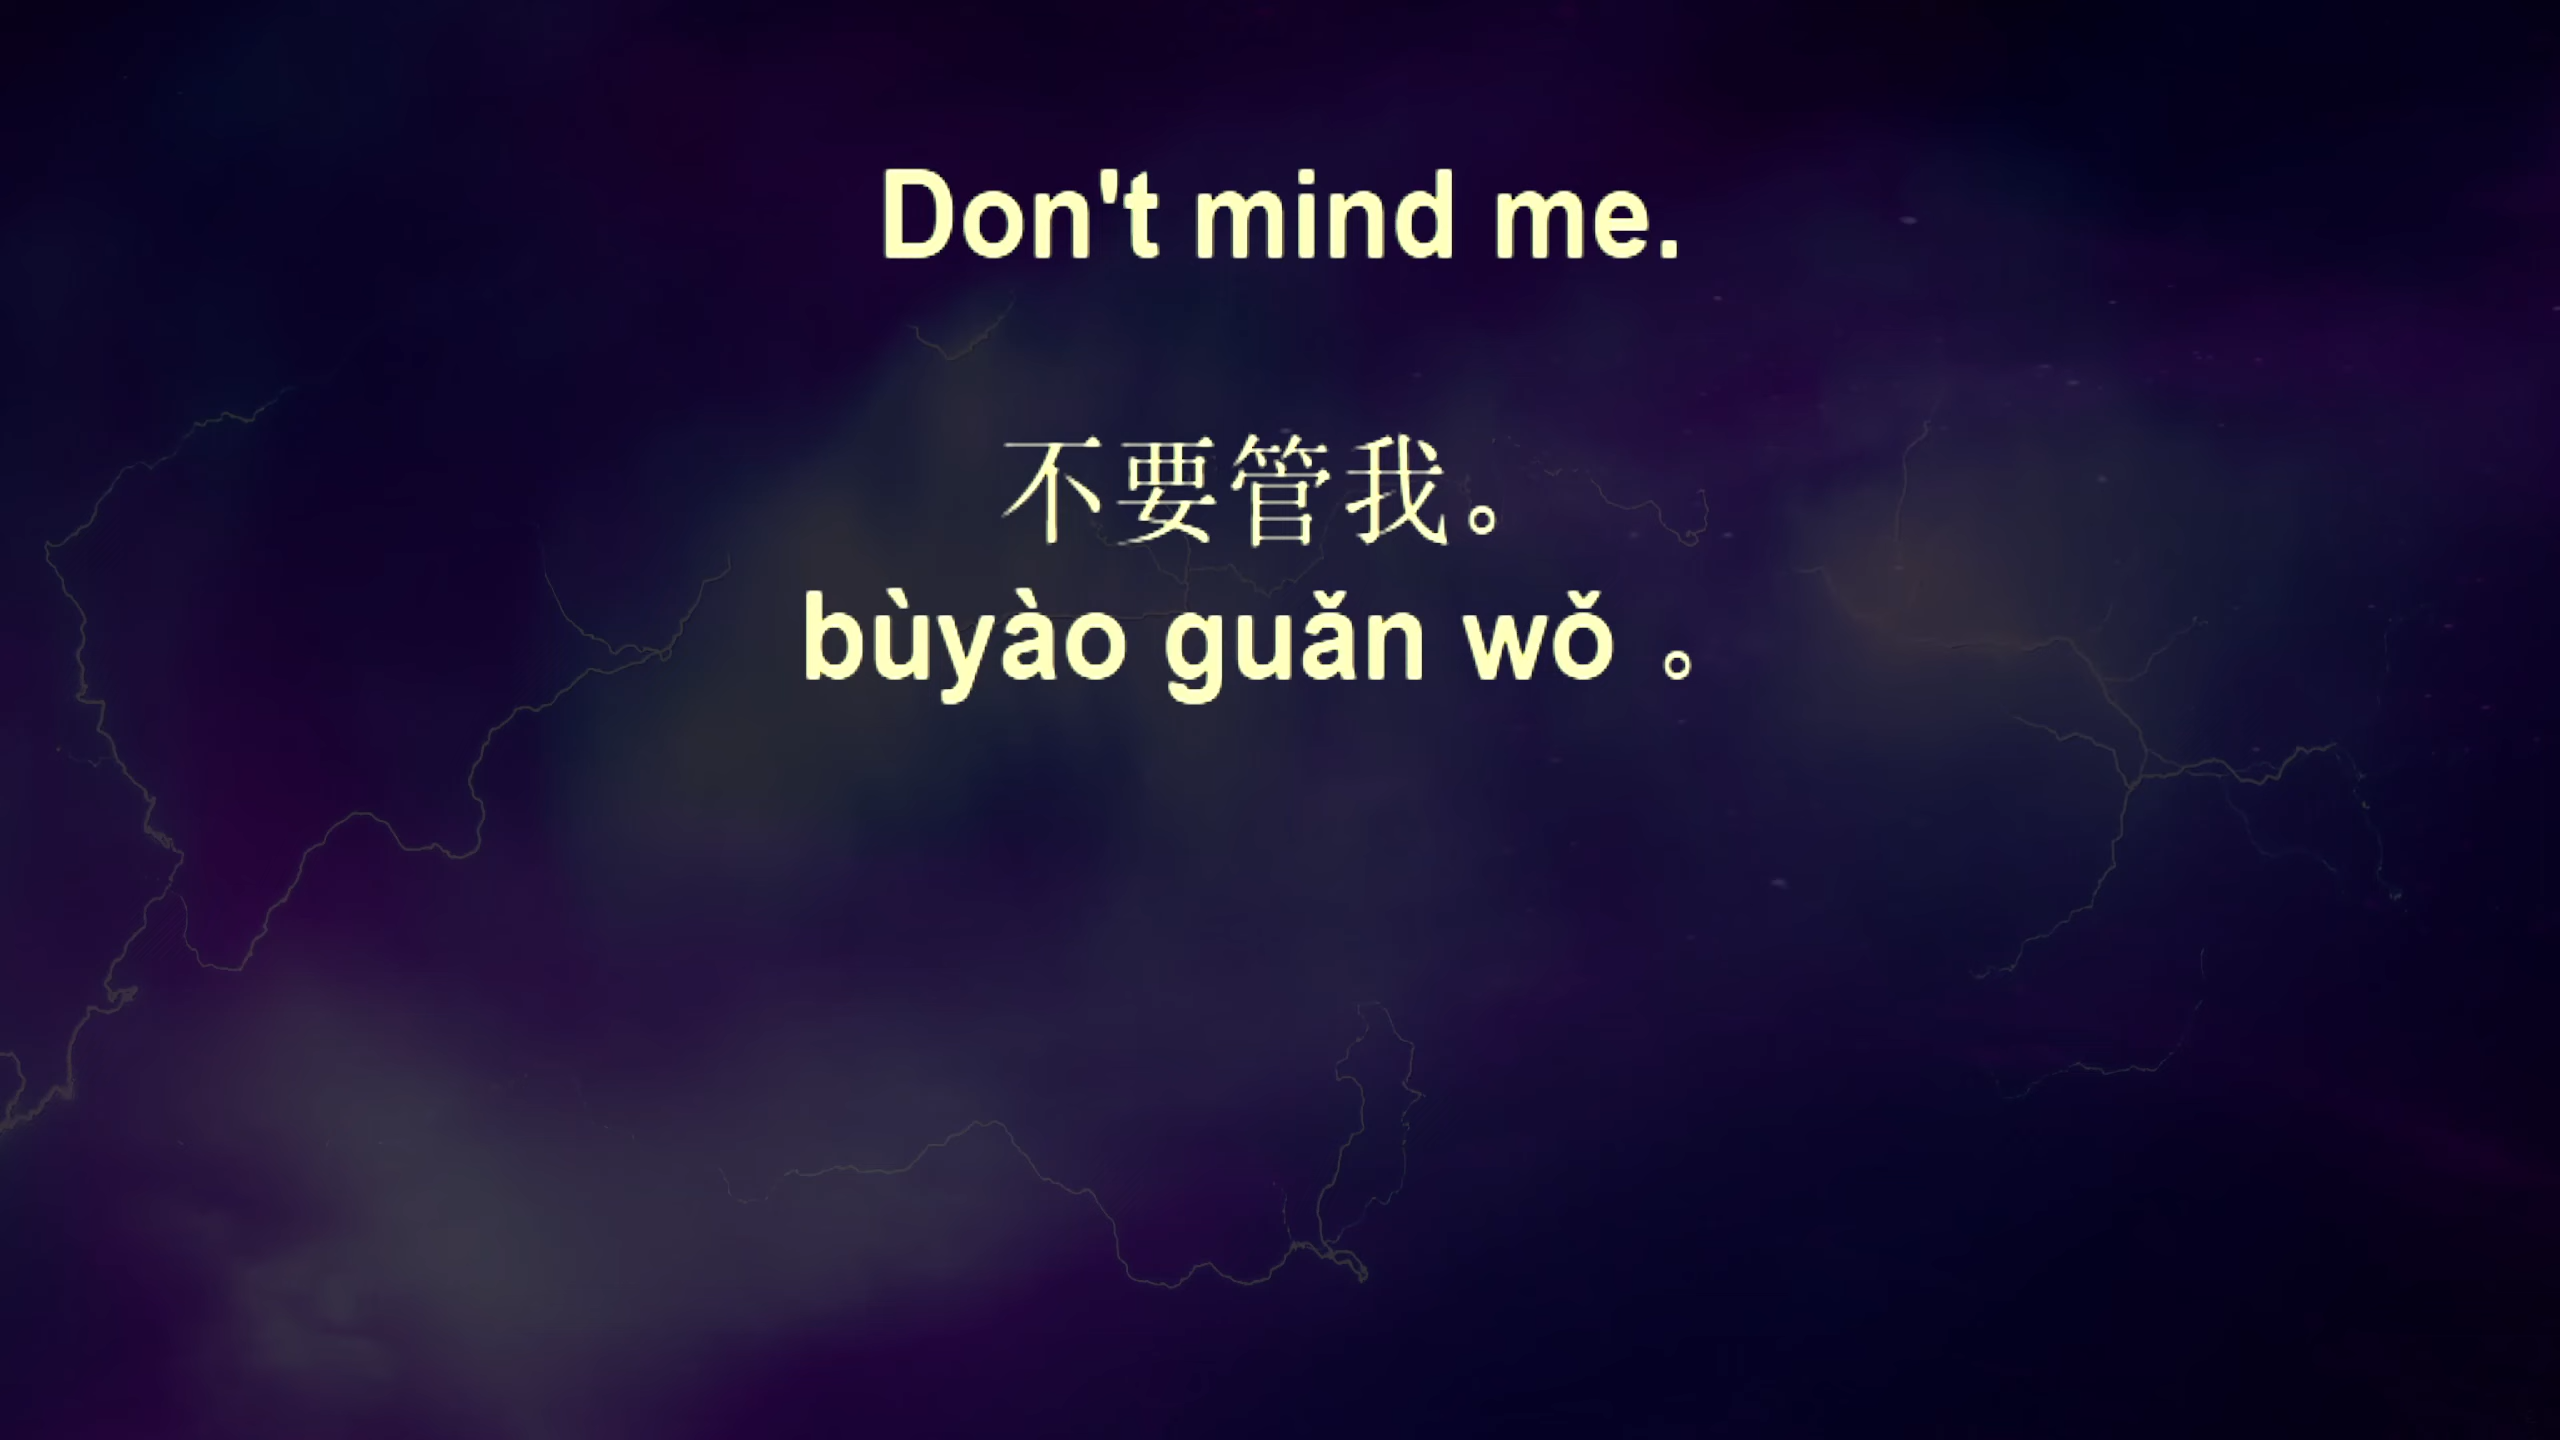 Don't mind me.
不要管我。
bùyào guǎn wǒ 。